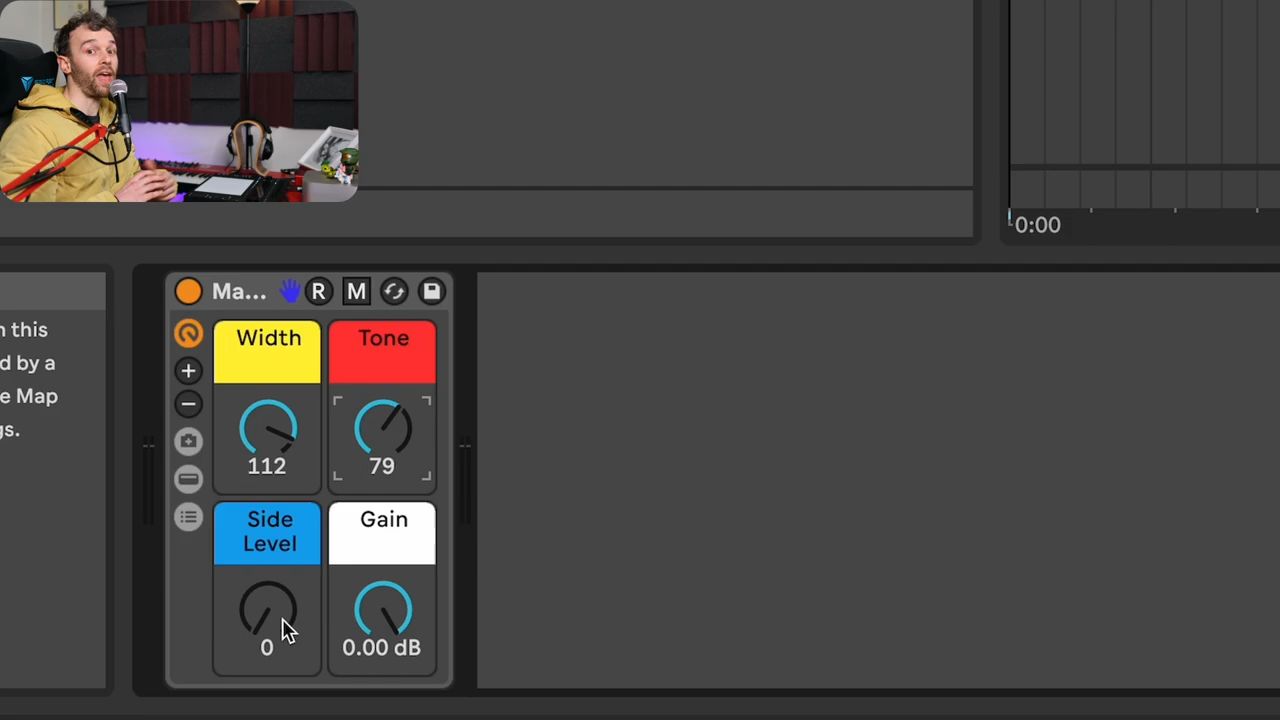 0:00
n this
d by a
e Map
gs.
Ma...
R
M
Width
Tone
112
79
Side
Level
Gain
0
0.00 dB